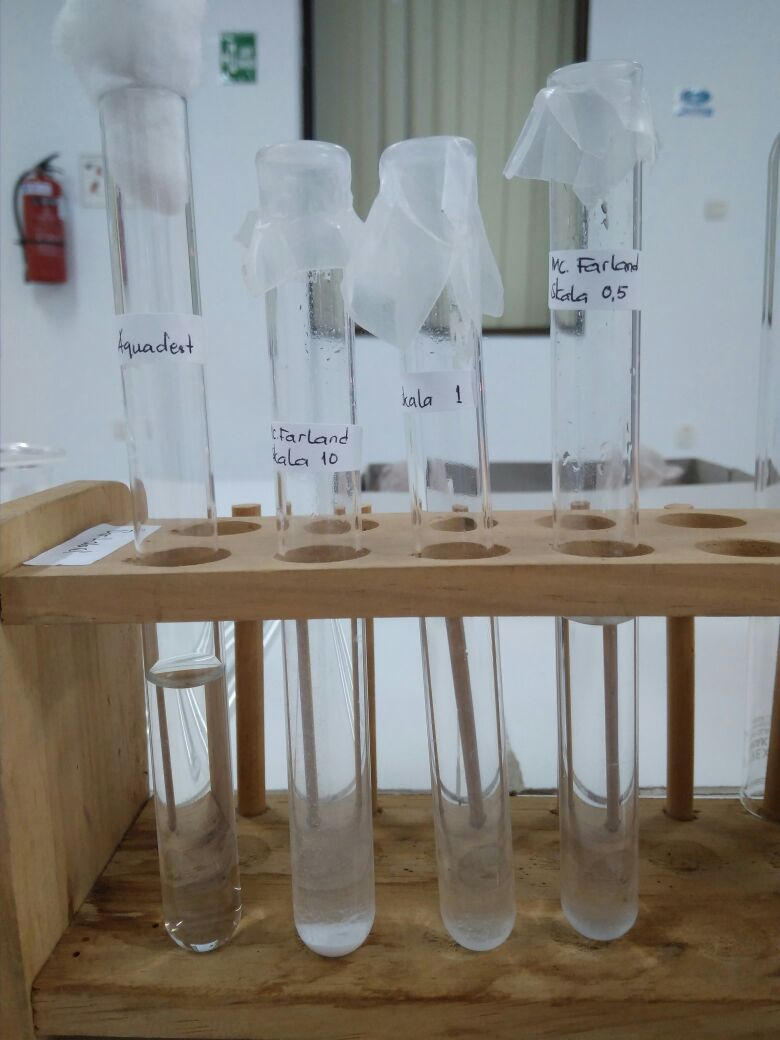 Aquadest
c. Farland
kala 10
kala 1
Mc. Farland
Skala 0,5